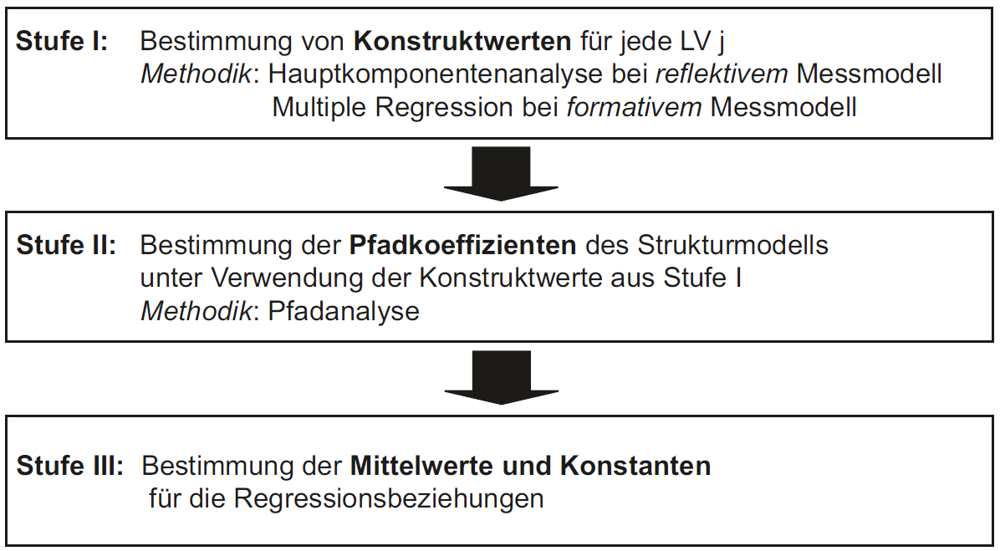 Stufe I: Bestimmung von Konstruktwerten für jede LV j
Methodik: Hauptkomponentenanalyse bei reflektivem Messmodell
Multiple Regression bei formativem Messmodell
Stufe II: Bestimmung der Pfadkoeffizienten des Strukturmodells
unter Verwendung der Konstruktwerte aus Stufe I
Methodik: Pfadanalyse
Stufe III: Bestimmung der Mittelwerte und Konstanten
für die Regressionsbeziehungen